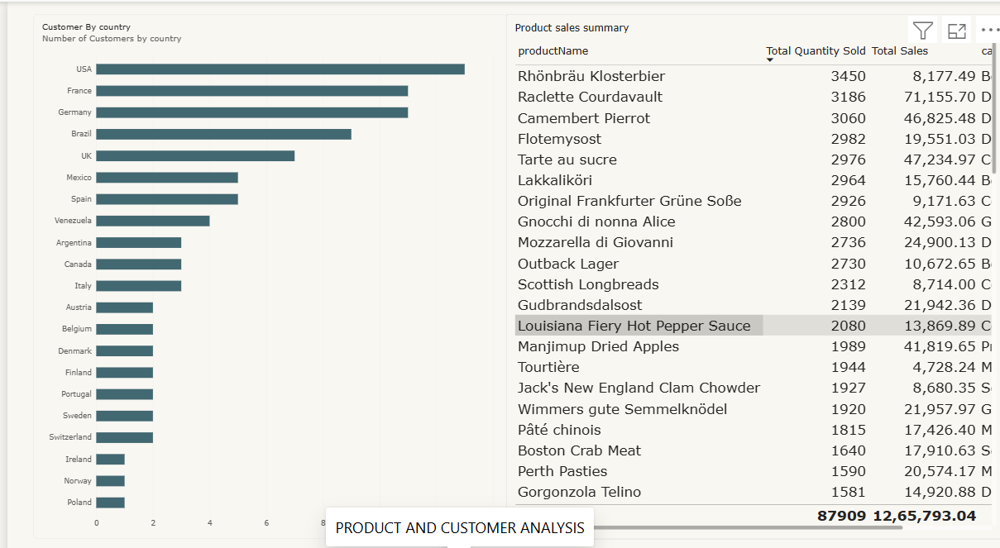 Customer By country
Number of Customers by country
USA
France
Germany
Brazil
UK
Mexico
Spain
Venezuela
Argentina
Canada
Italy
Austria
Belgium
Denmark
Finland
Portugal
Sweden
Switzerland
Ireland
Norway
Poland
0 2 4 6 8
Product sales summary
productName Total Quantity Sold Total Sales ca
Rhönbräu Klosterbier 3450 8,177.49 B
Raclette Courdavault 3186 71,155.70 D
Camembert Pierrot 3060 46,825.48 D
Flotemysost 2982 19,551.03 D
Tarte au sucre 2976 47,234.97 C
Lakkalikööri 2964 15,760.44 B
Original Frankfurter Grüne Soße 2926 9,171.63 C
Gnocchi di nonna Alice 2800 42,593.06 G
Mozzarella di Giovanni 2736 24,900.13 D
Outback Lager 2730 10,672.65 B
Scottish Longbreads 2312 8,714.00 C
Gudbrandsdalsost 2139 21,942.36 D
Louisiana Fiery Hot Pepper Sauce 2080 13,869.89 C
Manjimup Dried Apples 1989 41,819.65 P
Tourtière 1944 4,728.24 M
Jack's New England Clam Chowder 1927 8,680.35 S
Wimmers gute Semmelknödel 1920 21,957.97 G
Pâté chinois 1815 17,426.40 M
Boston Crab Meat 1640 17,910.63 S
Perth Pasties 1590 20,574.17 M
Gorgonzola Telino 1581 14,920.88 D
87909 12,65,793.04
PRODUCT AND CUSTOMER ANALYSIS